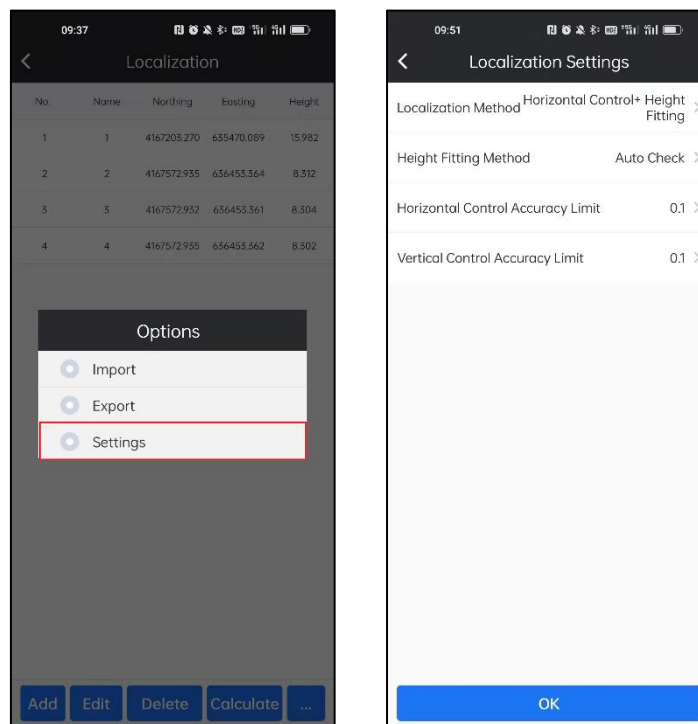 09:37
Localization
No. Name Northing Easting Height
1 1 4167203.270 635470.089 15.982
2 2 4167572.935 636453.364 8.312
3 3 4167572.932 636453.361 8.304
4 4 4167572.935 636453.362 8.302
Options
Import
Export
Settings
Add Edit Delete Calculate ...
09:51
Localization Settings
Localization Method Horizontal Control+ Height
Fitting
Height Fitting Method Auto Check
Horizontal Control Accuracy Limit 0.1
Vertical Control Accuracy Limit 0.1
OK